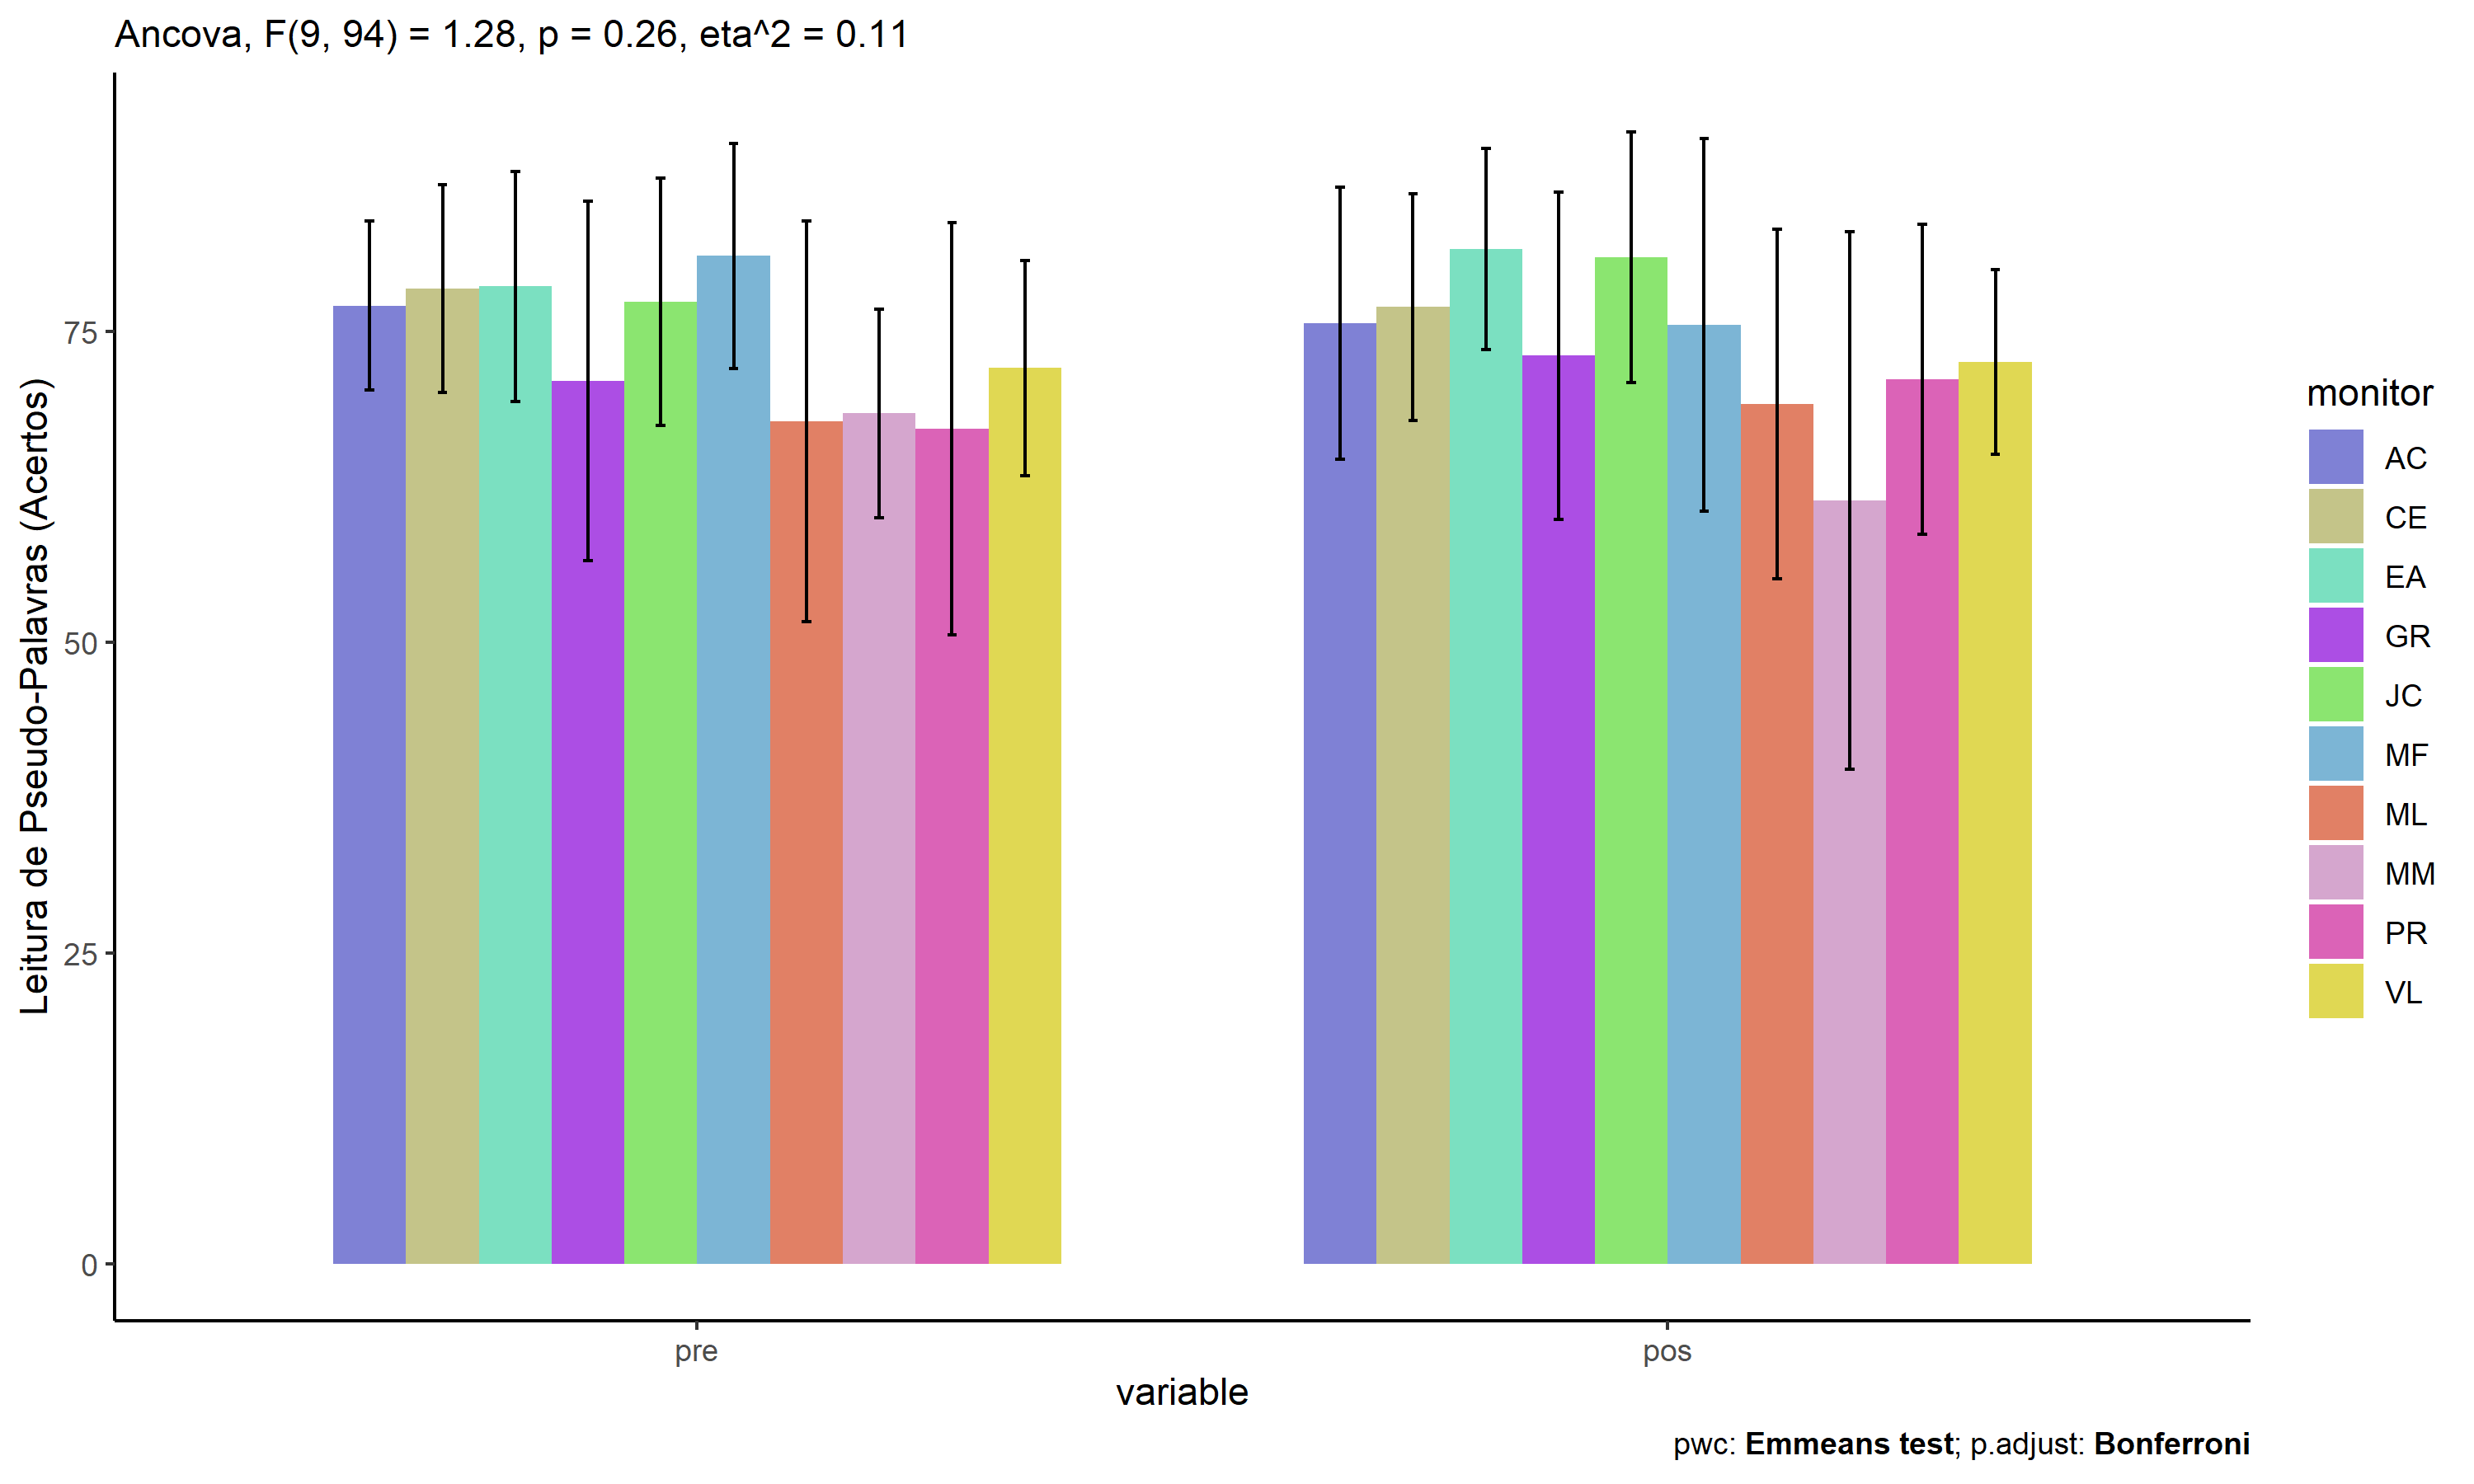 Ancova, F(9, 94) = 1.28, p = 0.26, eta^2 = 0.11
Leitura de Pseudo-Palavras (Acertos)
75
50
25
0
pre
pos
variable
monitor
AC
CE
EA
GR
JC
MF
ML
MM
PR
VL
pwc: Emmeans test; p.adjust: Bonferroni